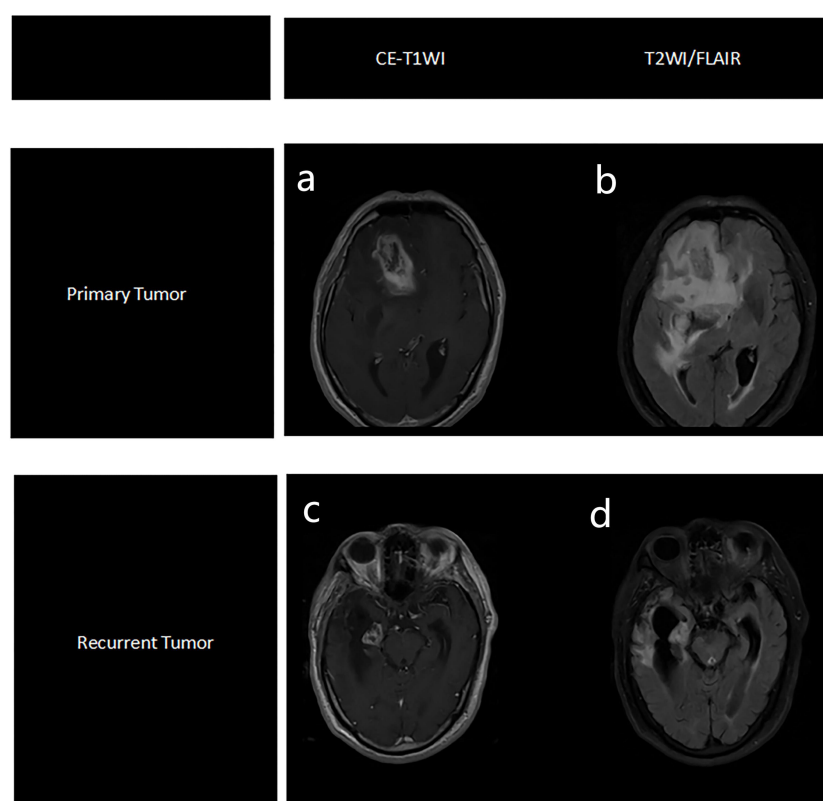 CE-T1WI
T2WI/FLAIR
Primary Tumor
a
b
Recurrent Tumor
c
d